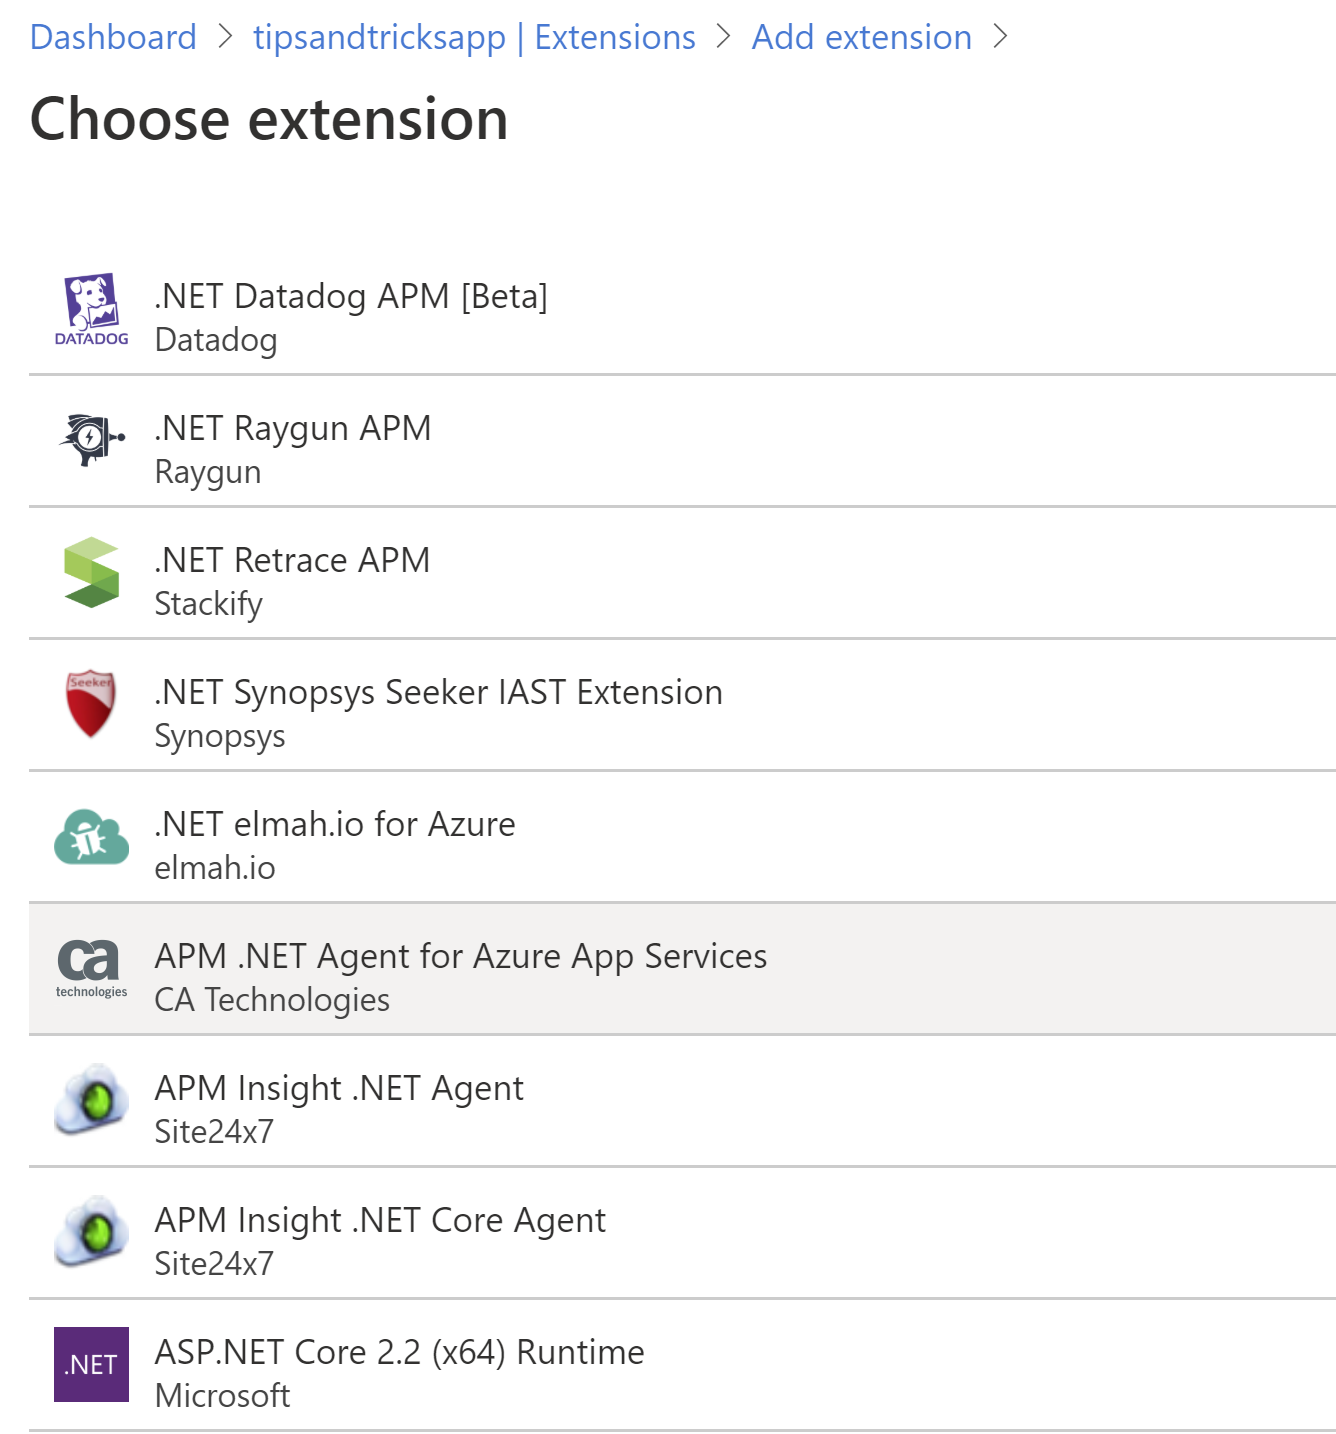 Dashboard > tipsandtricksapp | Extensions > Add extension >
Choose extension
DATADOG
.NET Datadog APM [Beta]
Datadog
.NET Raygun APM
Raygun
.NET Retrace APM
Stackify
Seeker
.NET Synopsys Seeker IAST Extension
Synopsys
.NET elmah.io for Azure
elmah.io
ca
technologies
APM .NET Agent for Azure App Services
CA Technologies
APM Insight .NET Agent
Site24x7
APM Insight .NET Core Agent
Site24x7
.NET
ASP.NET Core 2.2 (x64) Runtime
Microsoft